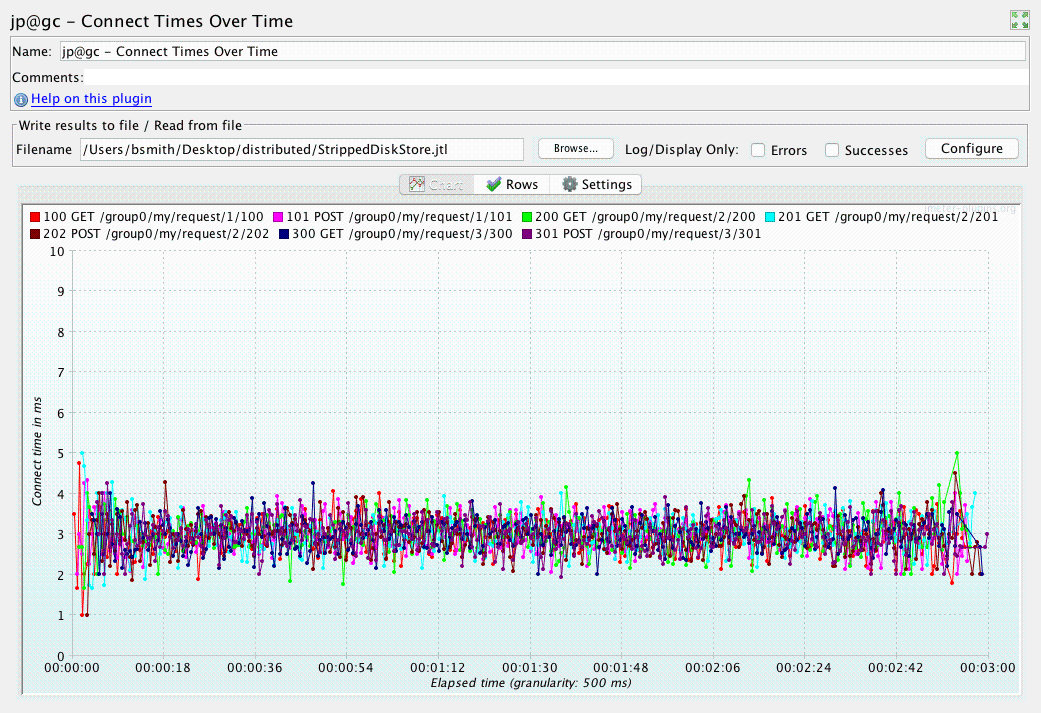 jp@gc – Connect Times Over Time
Name: jp@gc – Connect Times Over Time
Comments:
Help on this plugin
Write results to file / Read from file
Filename /Users/bsmith/Desktop/distributed/StrippedDiskStore.jtl Browse... Log/Display Only: Errors Successes Configure
Chart Rows Settings
jmeter-plugins.org
100 GET /group0/my/request/1/100 101 POST /group0/my/request/1/101 200 GET /group0/my/request/2/200 201 GET /group0/my/request/2/201
202 POST /group0/my/request/2/202 300 GET /group0/my/request/3/300 301 POST /group0/my/request/3/301
10
9
8
7
6
5
4
3
2
1
0
Connect time in ms
00:00:00 00:00:18 00:00:36 00:00:54 00:01:12 00:01:30 00:01:48 00:02:06 00:02:24 00:02:42 00:03:00
Elapsed time (granularity: 500 ms)